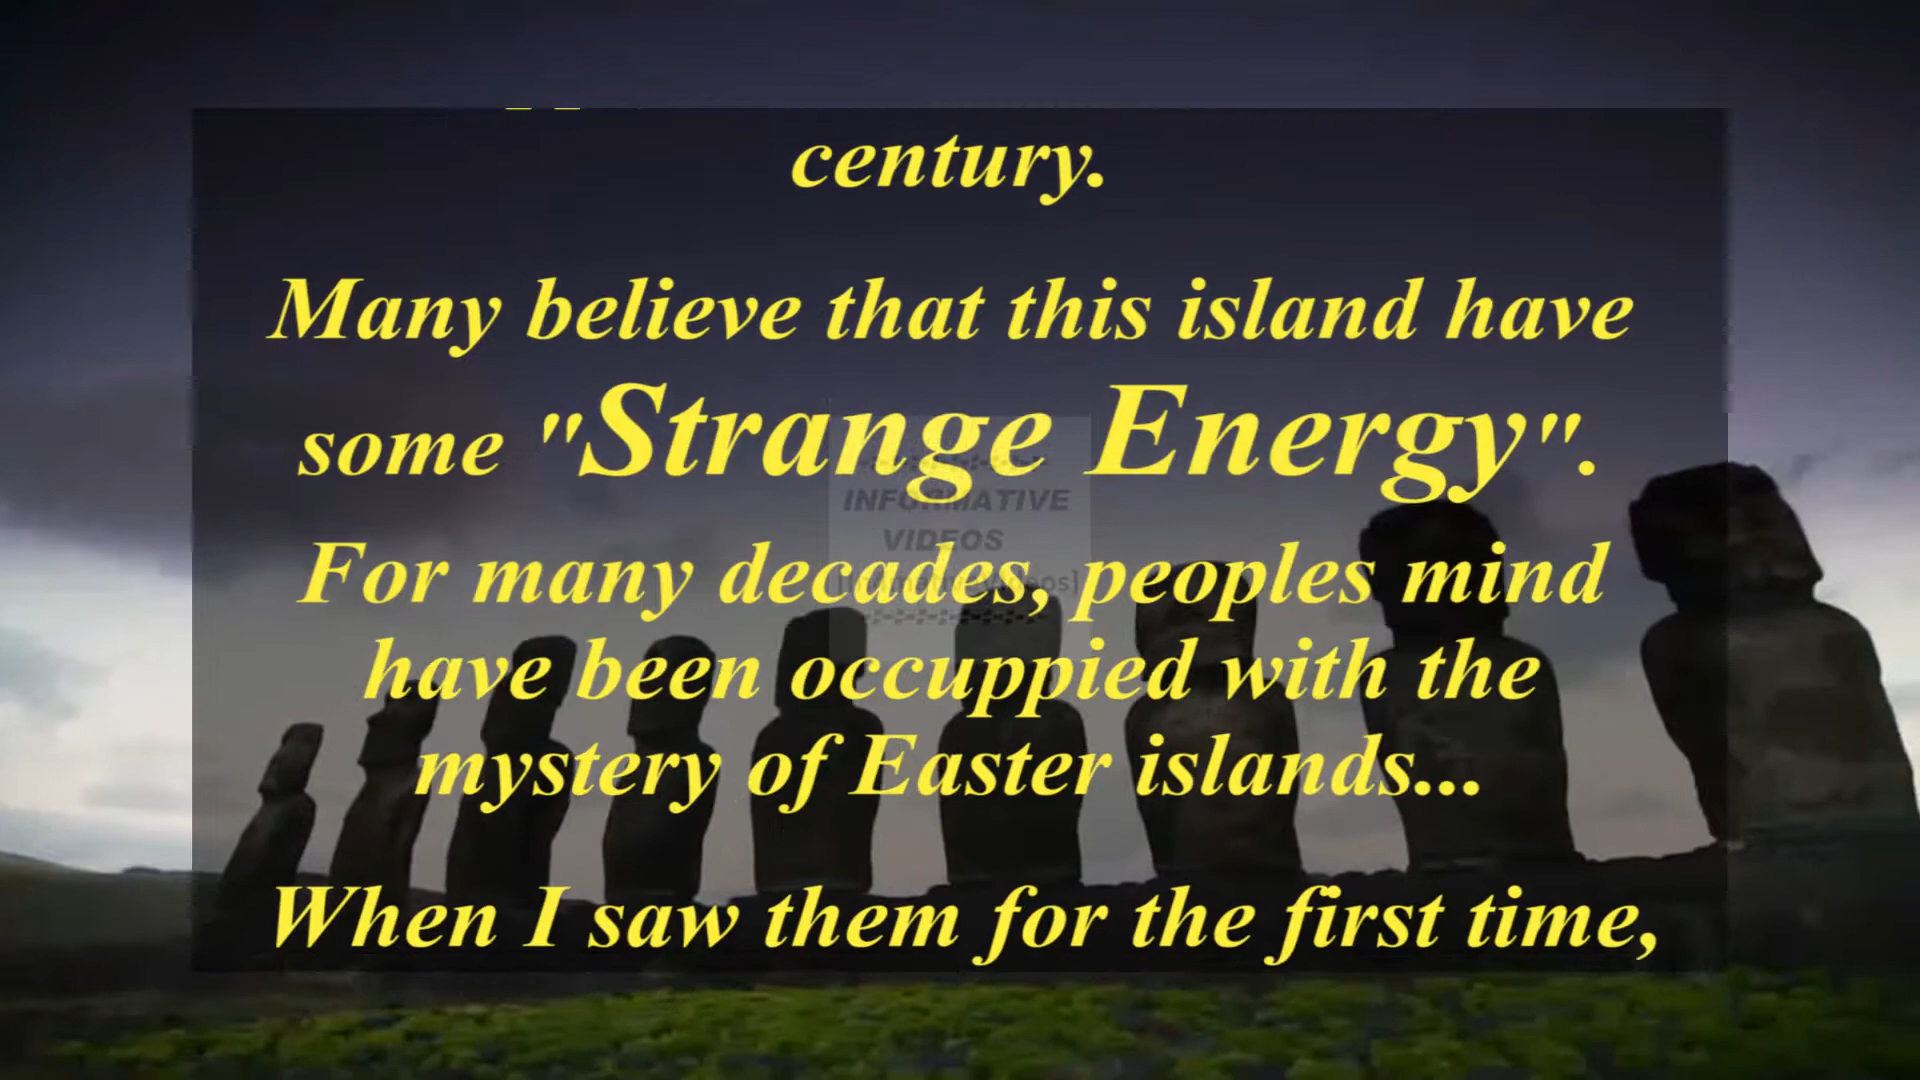 century.
Many believe that this island have
some "Strange Energy".
INFORMATIVE
VIDEOS
For many decades, peoples mind
have been occuppied with the
mystery of Easter islands...
When I saw them for the first time,